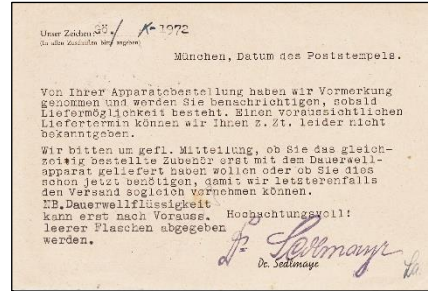 Unser Zeichen: Sö./ K-1972
(In allen Zuschriften bitte angeben)
München, Datum des Poststempels.
Von Ihrer Apparatebestellung haben wir Vormerkung
genommen und werden Sie benachrichtigen, sobald
Liefermöglichkeit besteht. Einen voraussichtlichen
Liefertermin können wir Ihnen z. Zt. leider nicht
bekanntgeben.
Wir bitten um gefl. Mitteilung, ob Sie das gleich-
zeitig bestellte Zubehör erst mit dem Dauerwell-
apparat geliefert haben wollen oder ob Sie dies
schon jetzt benötigen, damit wir letzterenfalls
den Versand sogleich vornehmen können.
NB.Dauerwellflüssigkeit
kann erst nach Vorauss. Hochachtungsvoll:
leerer Flaschen abgegeben
werden.
Dr. Sedlmayr
Dr. Sedlmayr